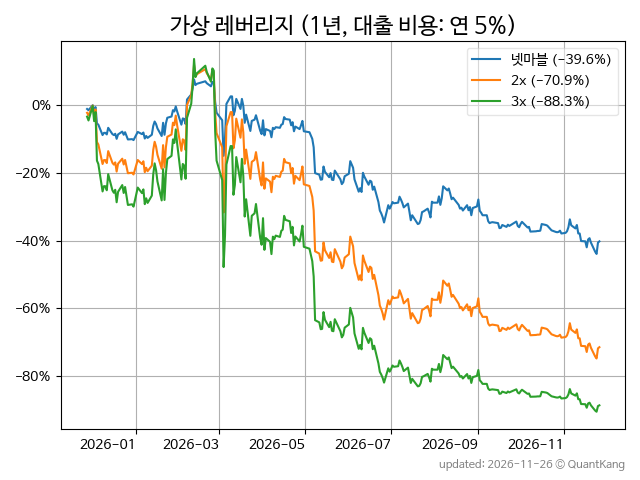 가상 레버리지 (1년, 대출 비용: 연 5%)
넷마블 (−39.6%)
2x (−70.9%)
3x (−88.3%)
0%
−20%
−40%
−60%
−80%
2026−01 2026−03 2026−05 2026−07 2026−09 2026−11
updated: 2026−11−26 © QuantKang